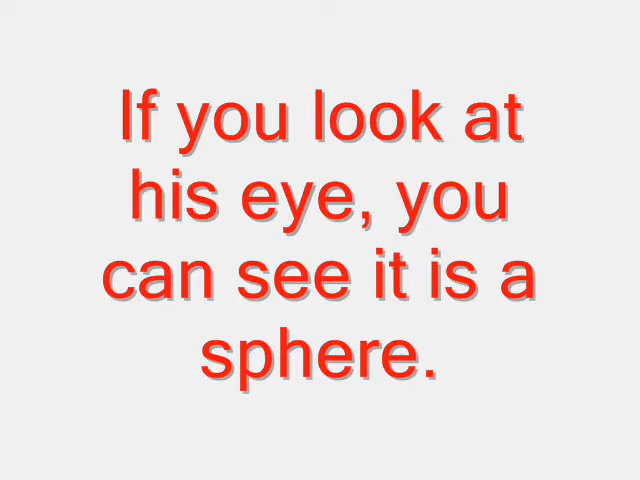 If you look at
his eye, you
can see it is a
sphere.